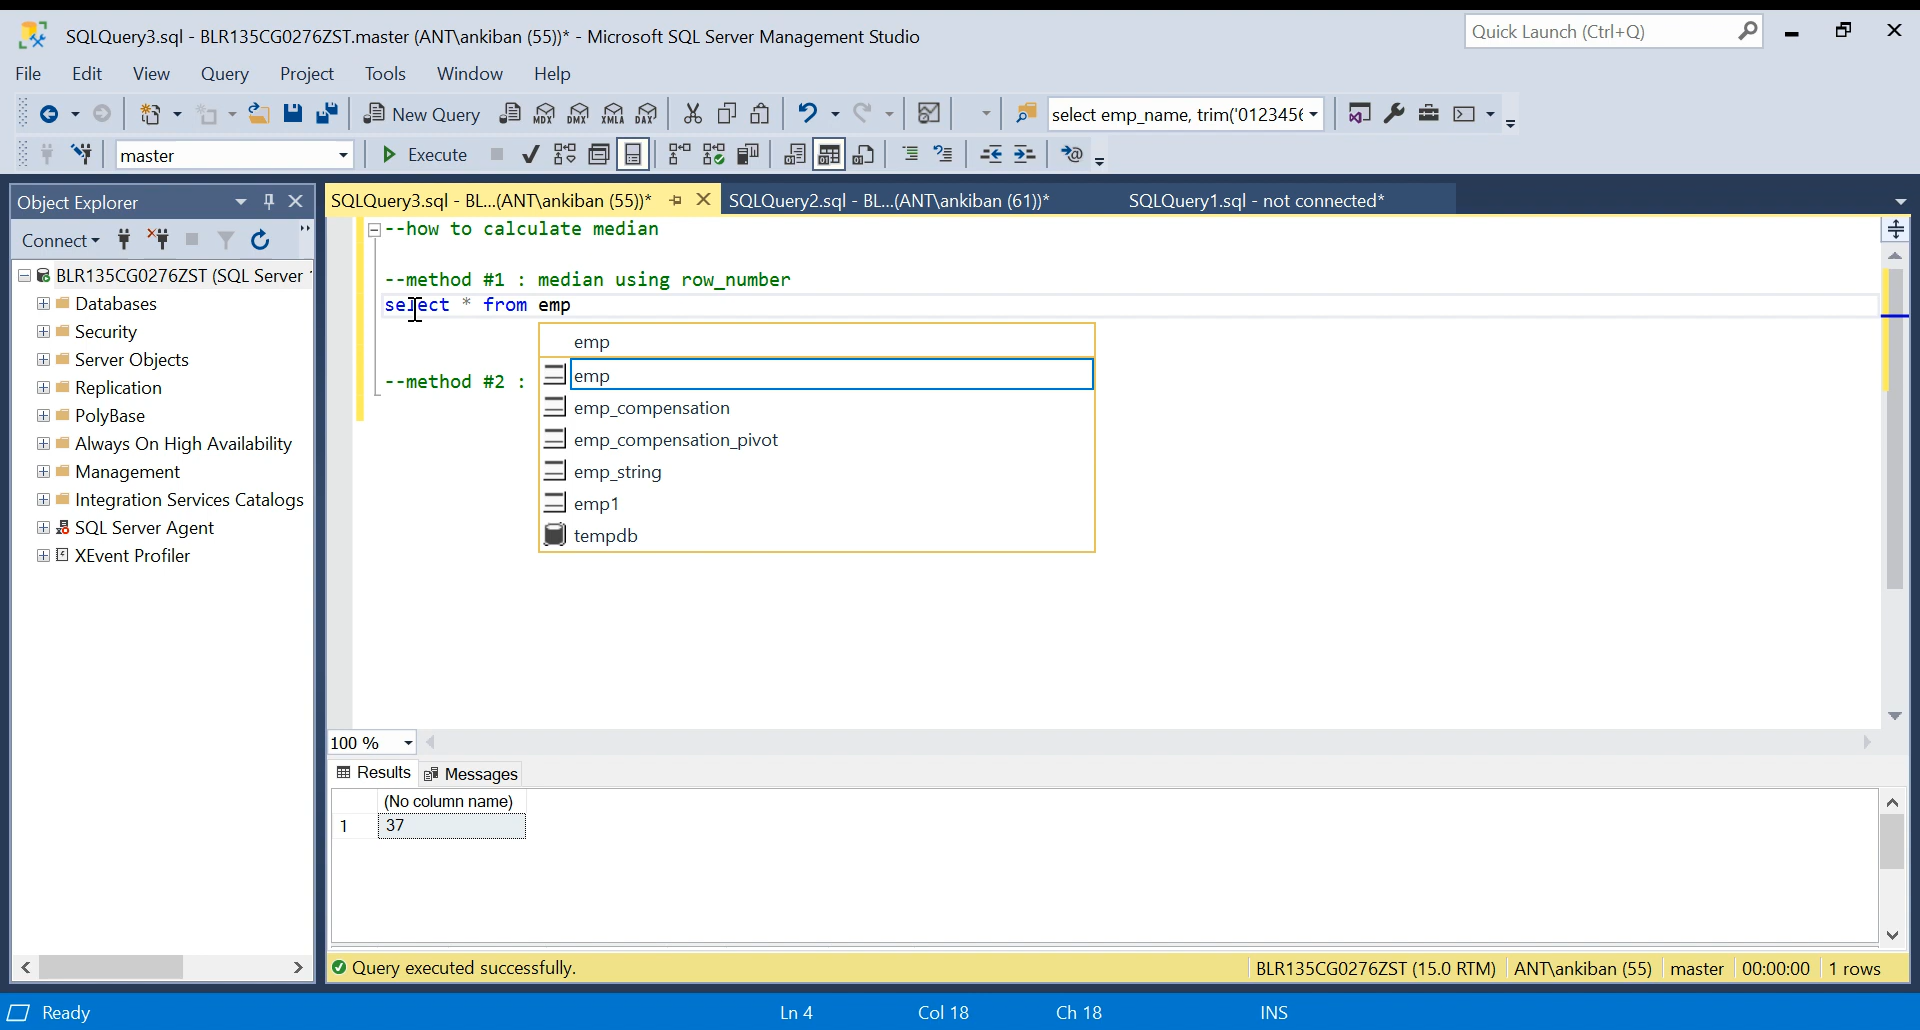 SQLQuery3.sql - BLR135CG0276ZST.master (ANT\ankiban (55))* - Microsoft SQL Server Management Studio
Quick Launch (Ctrl+Q)
File Edit View Query Project Tools Window Help
New Query MDX DMX XMLA DAX select emp_name, trim('0123456
master Execute
Object Explorer
SQLQuery3.sql - BL...(ANT\ankiban (55))* SQLQuery2.sql - BL...(ANT\ankiban (61))* SQLQuery1.sql - not connected*
Connect
BLR135CG0276ZST (SQL Server
Databases
Security
Server Objects
Replication
PolyBase
Always On High Availability
Management
Integration Services Catalogs
SQL Server Agent
XEvent Profiler
--how to calculate median
--method #1 : median using row_number
select * from emp
--method #2 :
emp
emp
emp_compensation
emp_compensation_pivot
emp_string
emp1
tempdb
100 %
Results Messages
(No column name)
1 37
Query executed successfully. BLR135CG0276ZST (15.0 RTM) ANT\ankiban (55) master 00:00:00 1 rows
Ready Ln 4 Col 18 Ch 18 INS